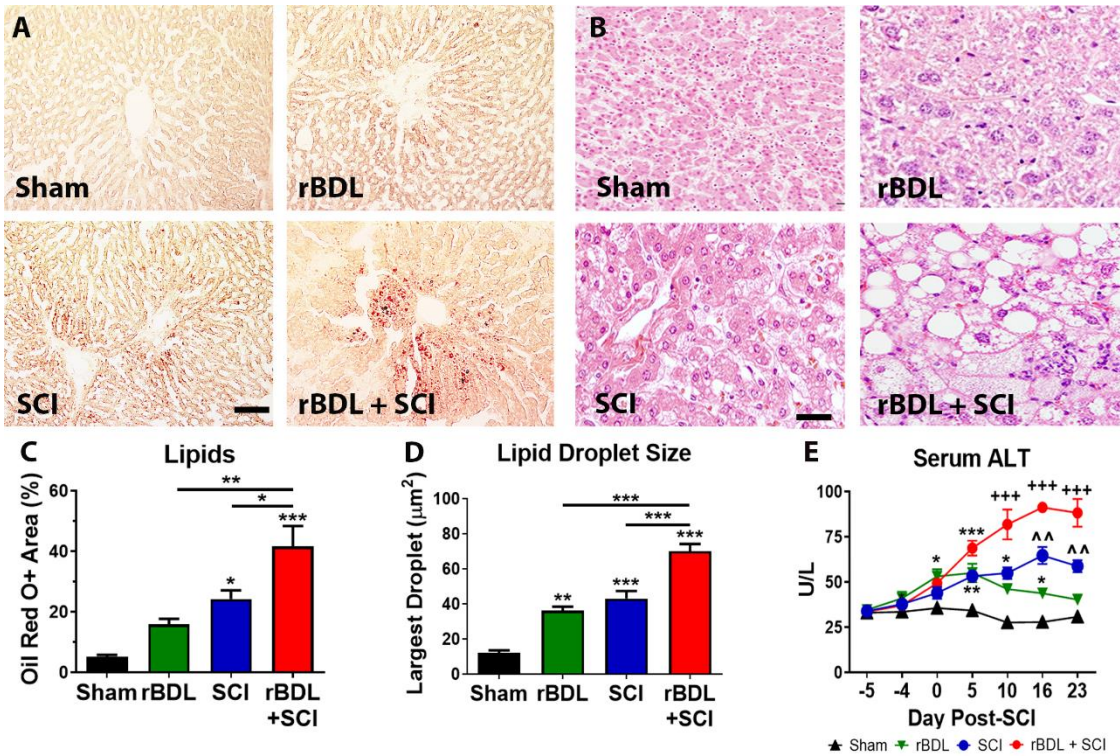 A
Sham
rBDL
SCI
rBDL + SCI
B
Sham
rBDL
SCI
rBDL + SCI
C
Lipids
Oil Red O+ Area (%)
60
40
20
0
**
*
***
*
Sham rBDL SCI rBDL
+SCI
D
Lipid Droplet Size
Largest Droplet (μm²)
100
80
60
40
20
0
***
***
***
***
**
Sham rBDL SCI rBDL
+SCI
E
Serum ALT
U/L
100
75
50
25
0
+++ +++ +++
*** ^^ ^^
* * *
**
-5 -4 0 5 10 16 23
Day Post-SCI
Sham rBDL SCI rBDL + SCI